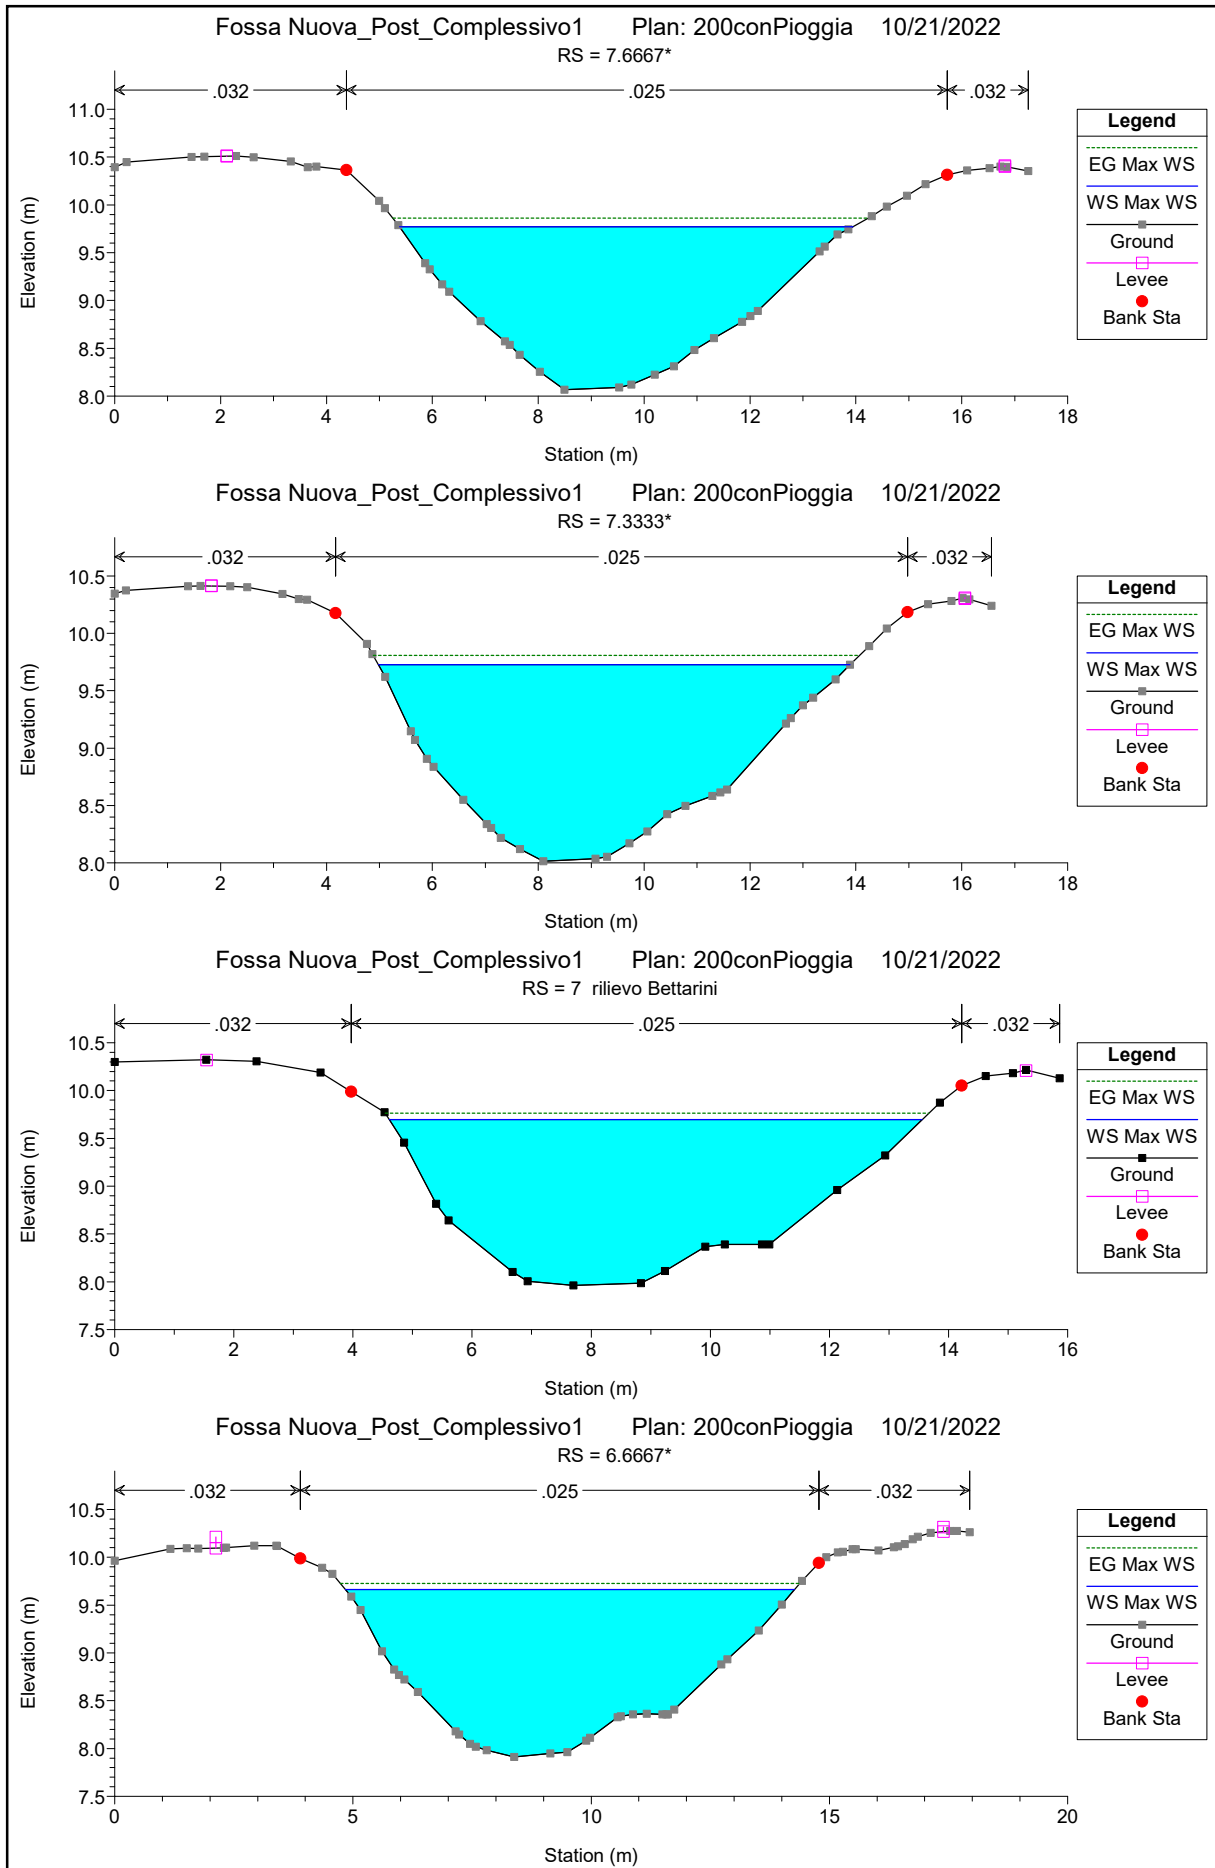 Fossa Nuova_Post_Complessivo1 Plan: 200conPioggia 10/21/2022
RS = 7.6667*
.032 .025 .032
11.0
10.5
10.0
9.5
9.0
8.5
8.0
0 2 4 6 8 10 12 14 16 18
Station (m)
Elevation (m)
Legend
EG Max WS
WS Max WS
Ground
Levee
Bank Sta
Fossa Nuova_Post_Complessivo1 Plan: 200conPioggia 10/21/2022
RS = 7.3333*
.032 .025 .032
10.5
10.0
9.5
9.0
8.5
8.0
0 2 4 6 8 10 12 14 16 18
Station (m)
Elevation (m)
Legend
EG Max WS
WS Max WS
Ground
Levee
Bank Sta
Fossa Nuova_Post_Complessivo1 Plan: 200conPioggia 10/21/2022
RS = 7 rilievo Bettarini
.032 .025 .032
10.5
10.0
9.5
9.0
8.5
8.0
7.5
0 2 4 6 8 10 12 14 16
Station (m)
Elevation (m)
Legend
EG Max WS
WS Max WS
Ground
Levee
Bank Sta
Fossa Nuova_Post_Complessivo1 Plan: 200conPioggia 10/21/2022
RS = 6.6667*
.032 .025 .032
10.5
10.0
9.5
9.0
8.5
8.0
7.5
0 5 10 15 20
Station (m)
Elevation (m)
Legend
EG Max WS
WS Max WS
Ground
Levee
Bank Sta